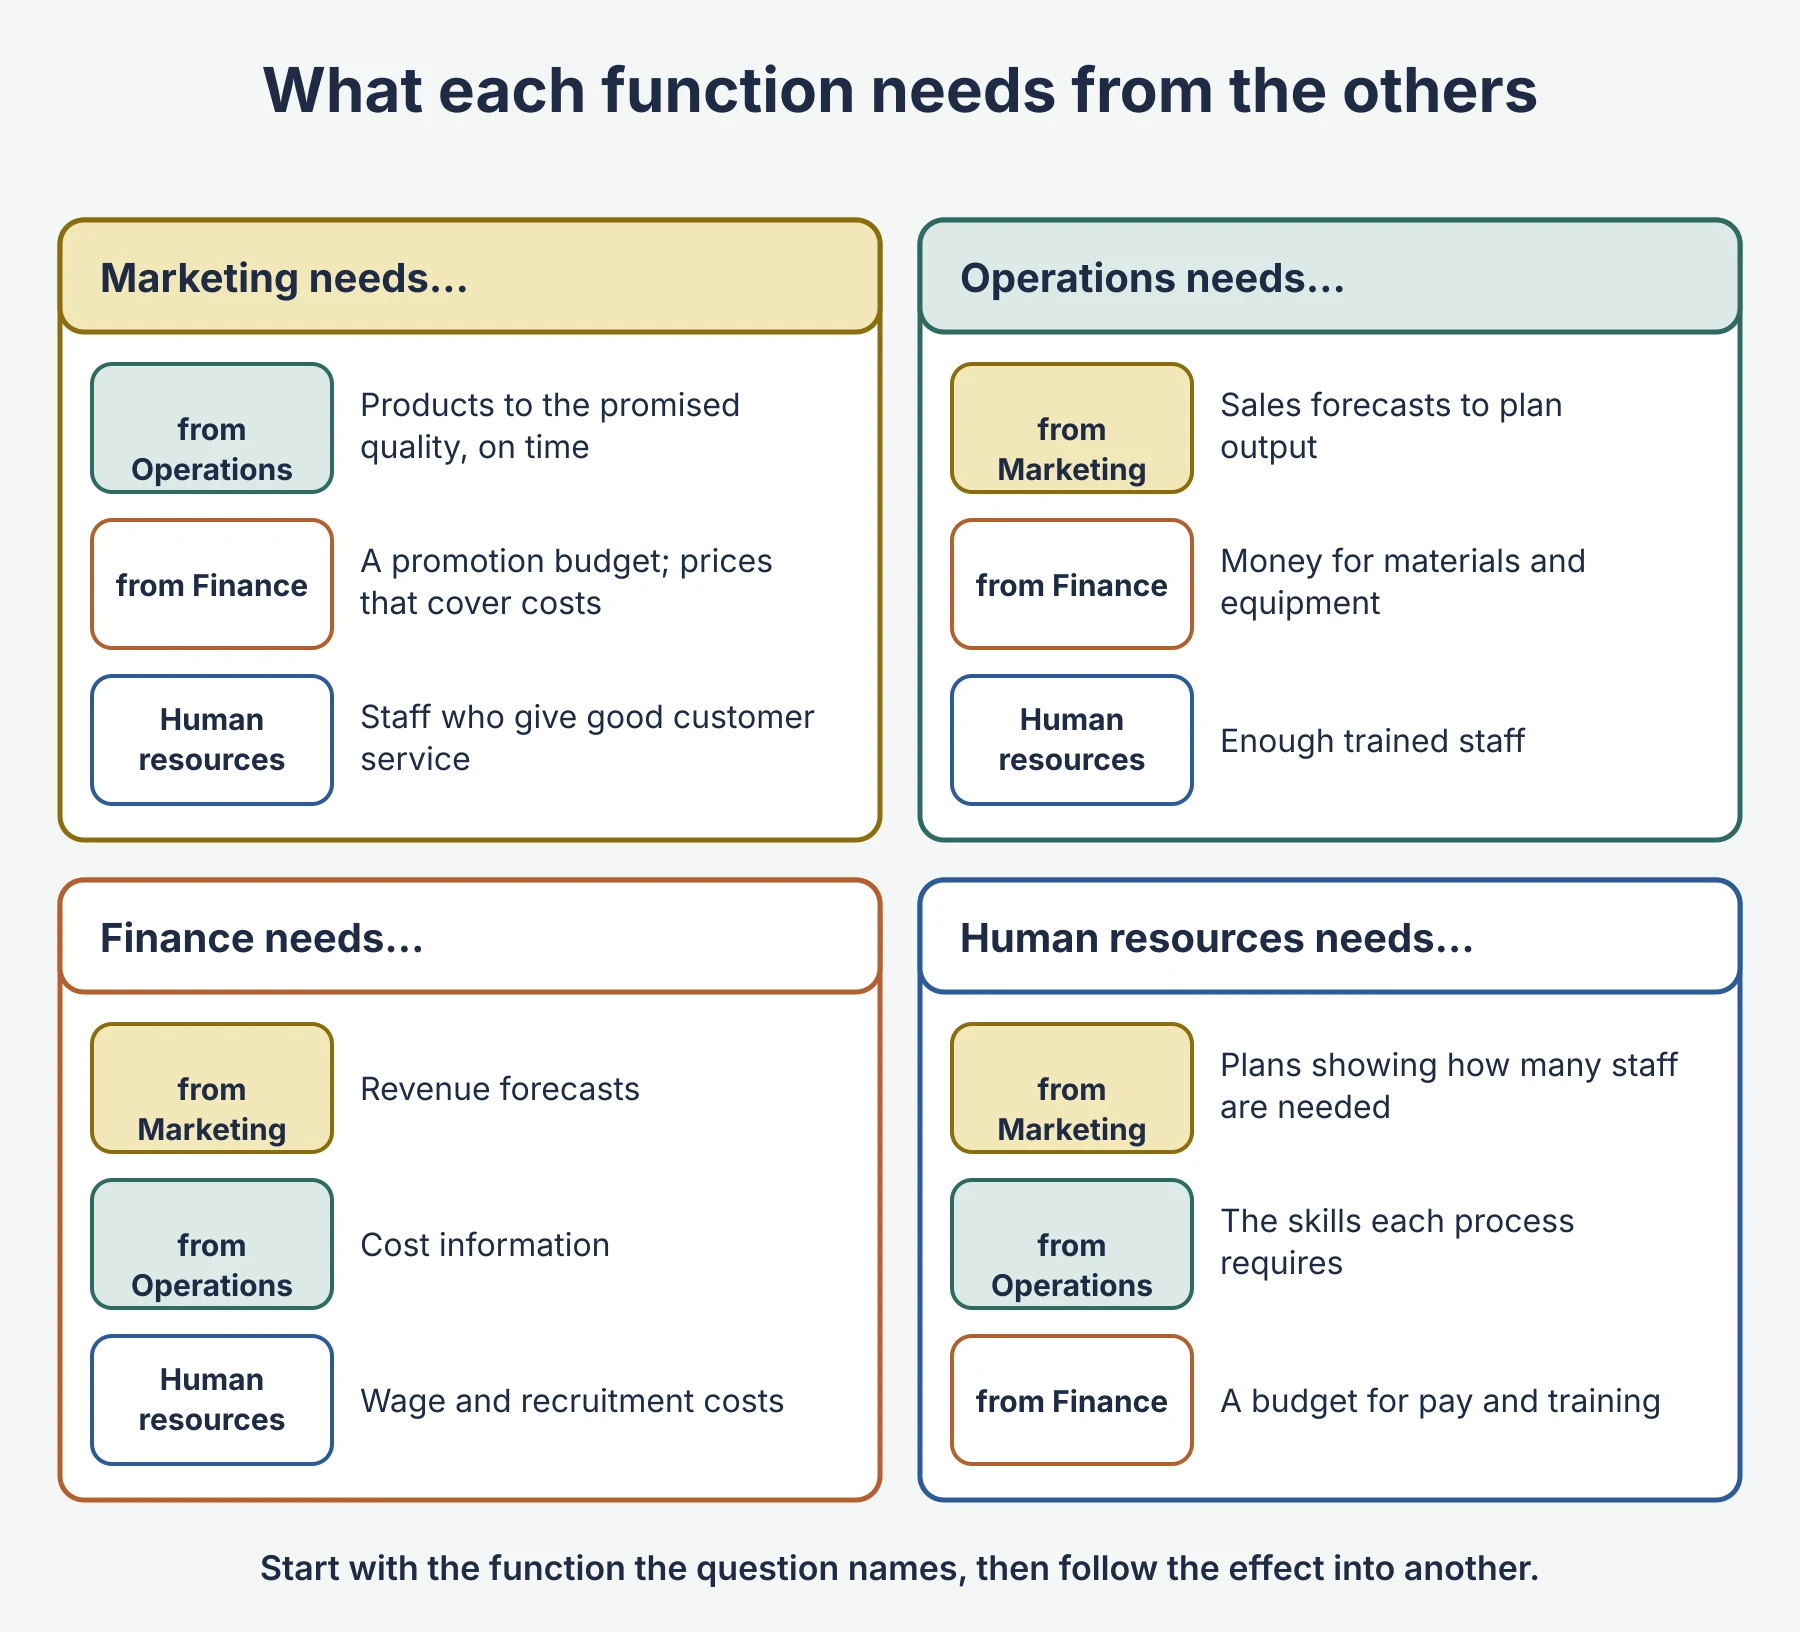 What each function needs from the others
Marketing needs...
from
Operations
Products to the promised
quality, on time
from Finance
A promotion budget; prices
that cover costs
Human
resources
Staff who give good customer
service
Operations needs...
from
Marketing
Sales forecasts to plan
output
from Finance
Money for materials and
equipment
Human
resources
Enough trained staff
Finance needs...
from
Marketing
Revenue forecasts
from
Operations
Cost information
Human
resources
Wage and recruitment costs
Human resources needs...
from
Marketing
Plans showing how many staff
are needed
from
Operations
The skills each process
requires
from Finance
A budget for pay and training
Start with the function the question names, then follow the effect into another.